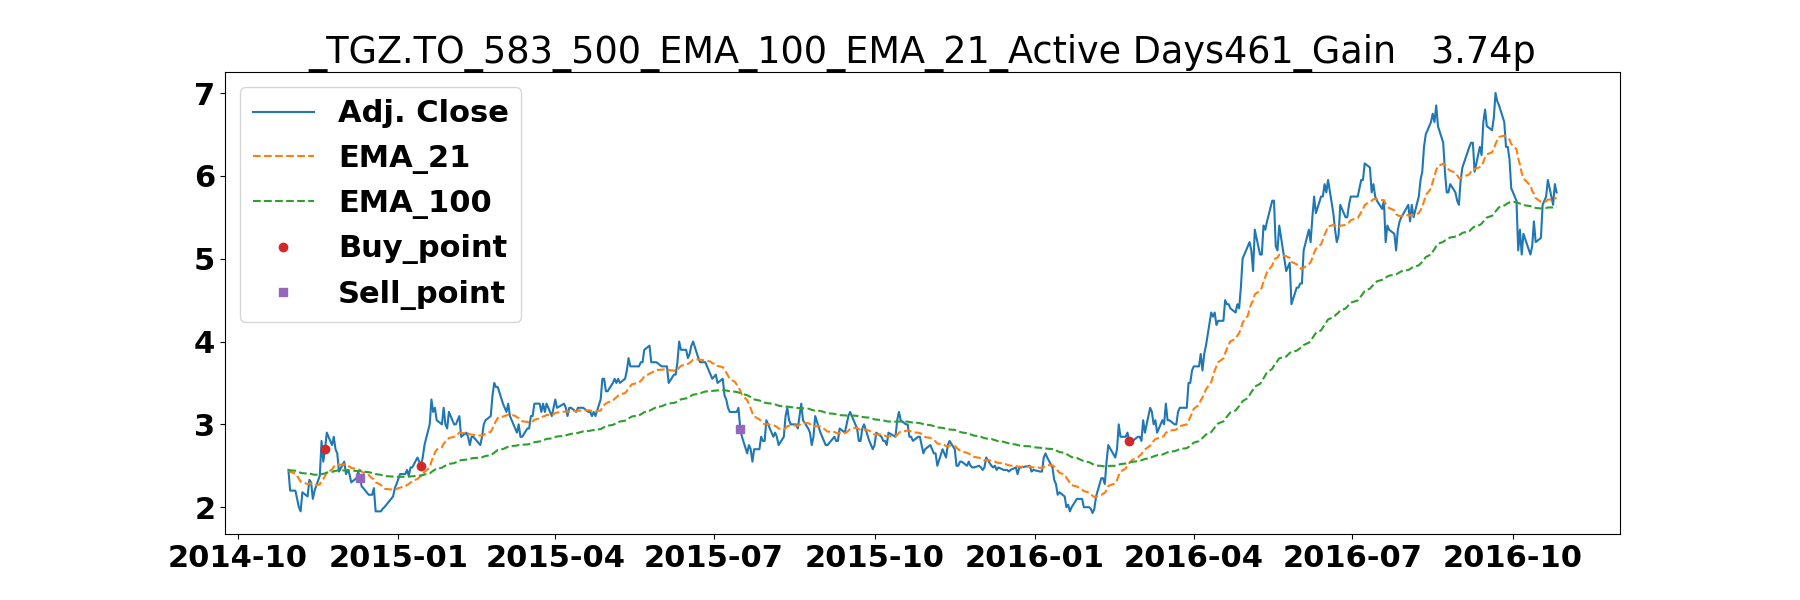 _TGZ.TO_583_500_EMA_100_EMA_21_Active Days461_Gain   3.74p
7
6
5
4
3
2
Adj. Close
EMA_21
EMA_100
Buy_point
Sell_point
2014-10 2015-01 2015-04 2015-07 2015-10 2016-01 2016-04 2016-07 2016-10